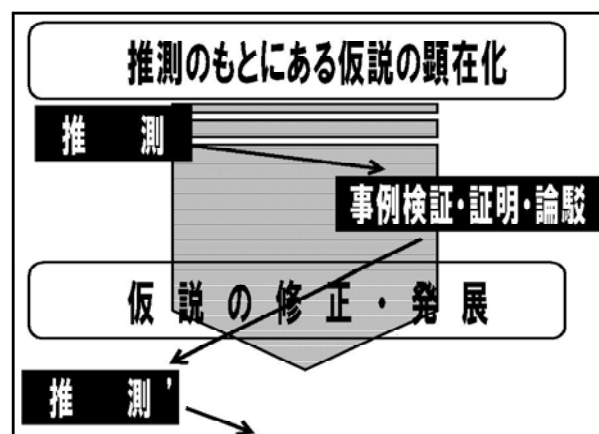 推測のもとにある仮説の顕在化
推 測
事例検証・証明・論駁
仮 説 の 修 正 ・ 発 展
推 測 '